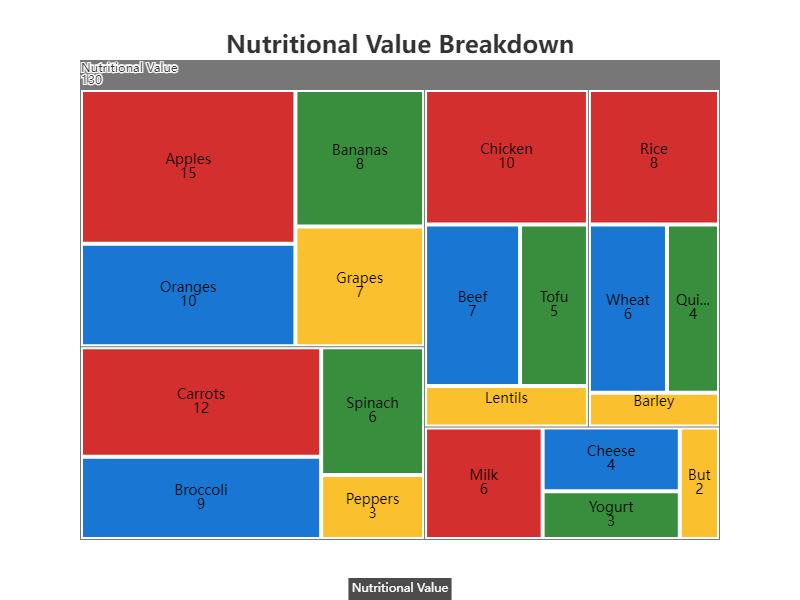 Nutritional Value Breakdown
Nutritional Value
130
Apples
15
Bananas
8
Oranges
10
Grapes
7
Carrots
12
Spinach
6
Broccoli
9
Peppers
3
Chicken
10
Beef
7
Tofu
5
Lentils
Rice
8
Wheat
6
Qui...
4
Barley
Milk
6
Cheese
4
Yogurt
3
But
2
Nutritional Value